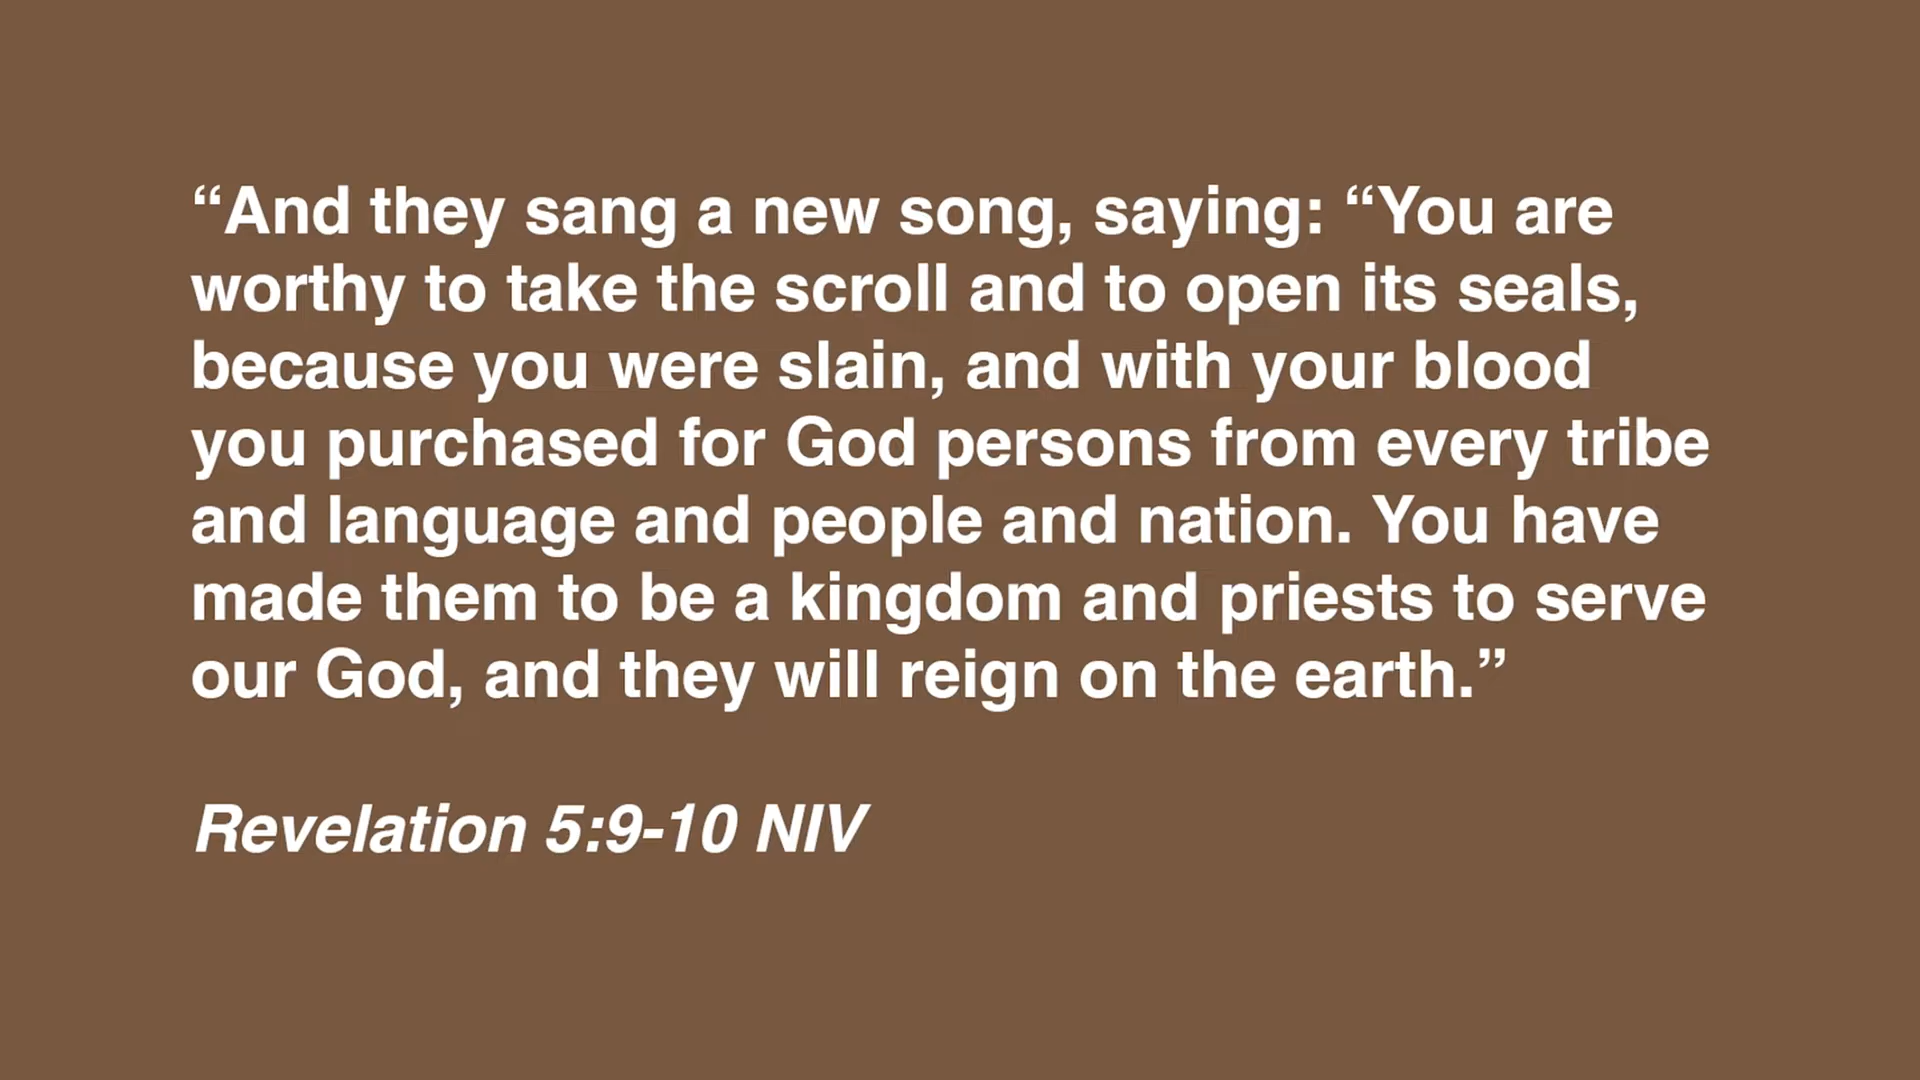 “And they sang a new song, saying: “You are
worthy to take the scroll and to open its seals,
because you were slain, and with your blood
you purchased for God persons from every tribe
and language and people and nation. You have
made them to be a kingdom and priests to serve
our God, and they will reign on the earth.”
Revelation 5:9-10 NIV